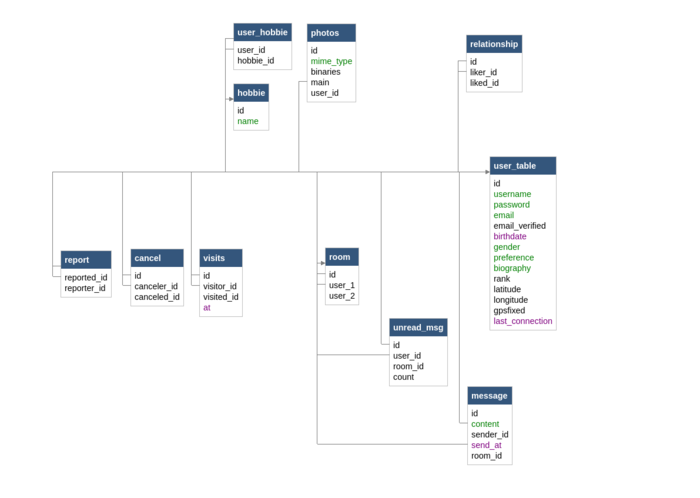 user_hobbie
user_id
hobbie_id
photos
id
mime_type
binaries
main
user_id
relationship
id
liker_id
liked_id
hobbie
id
name
user_table
id
username
password
email
email_verified
birthdate
gender
preference
biography
rank
latitude
longitude
gpsfixed
last_connection
report
reported_id
reporter_id
cancel
id
canceler_id
canceled_id
visits
id
visitor_id
visited_id
at
room
id
user_1
user_2
unread_msg
id
user_id
room_id
count
message
id
content
sender_id
send_at
room_id